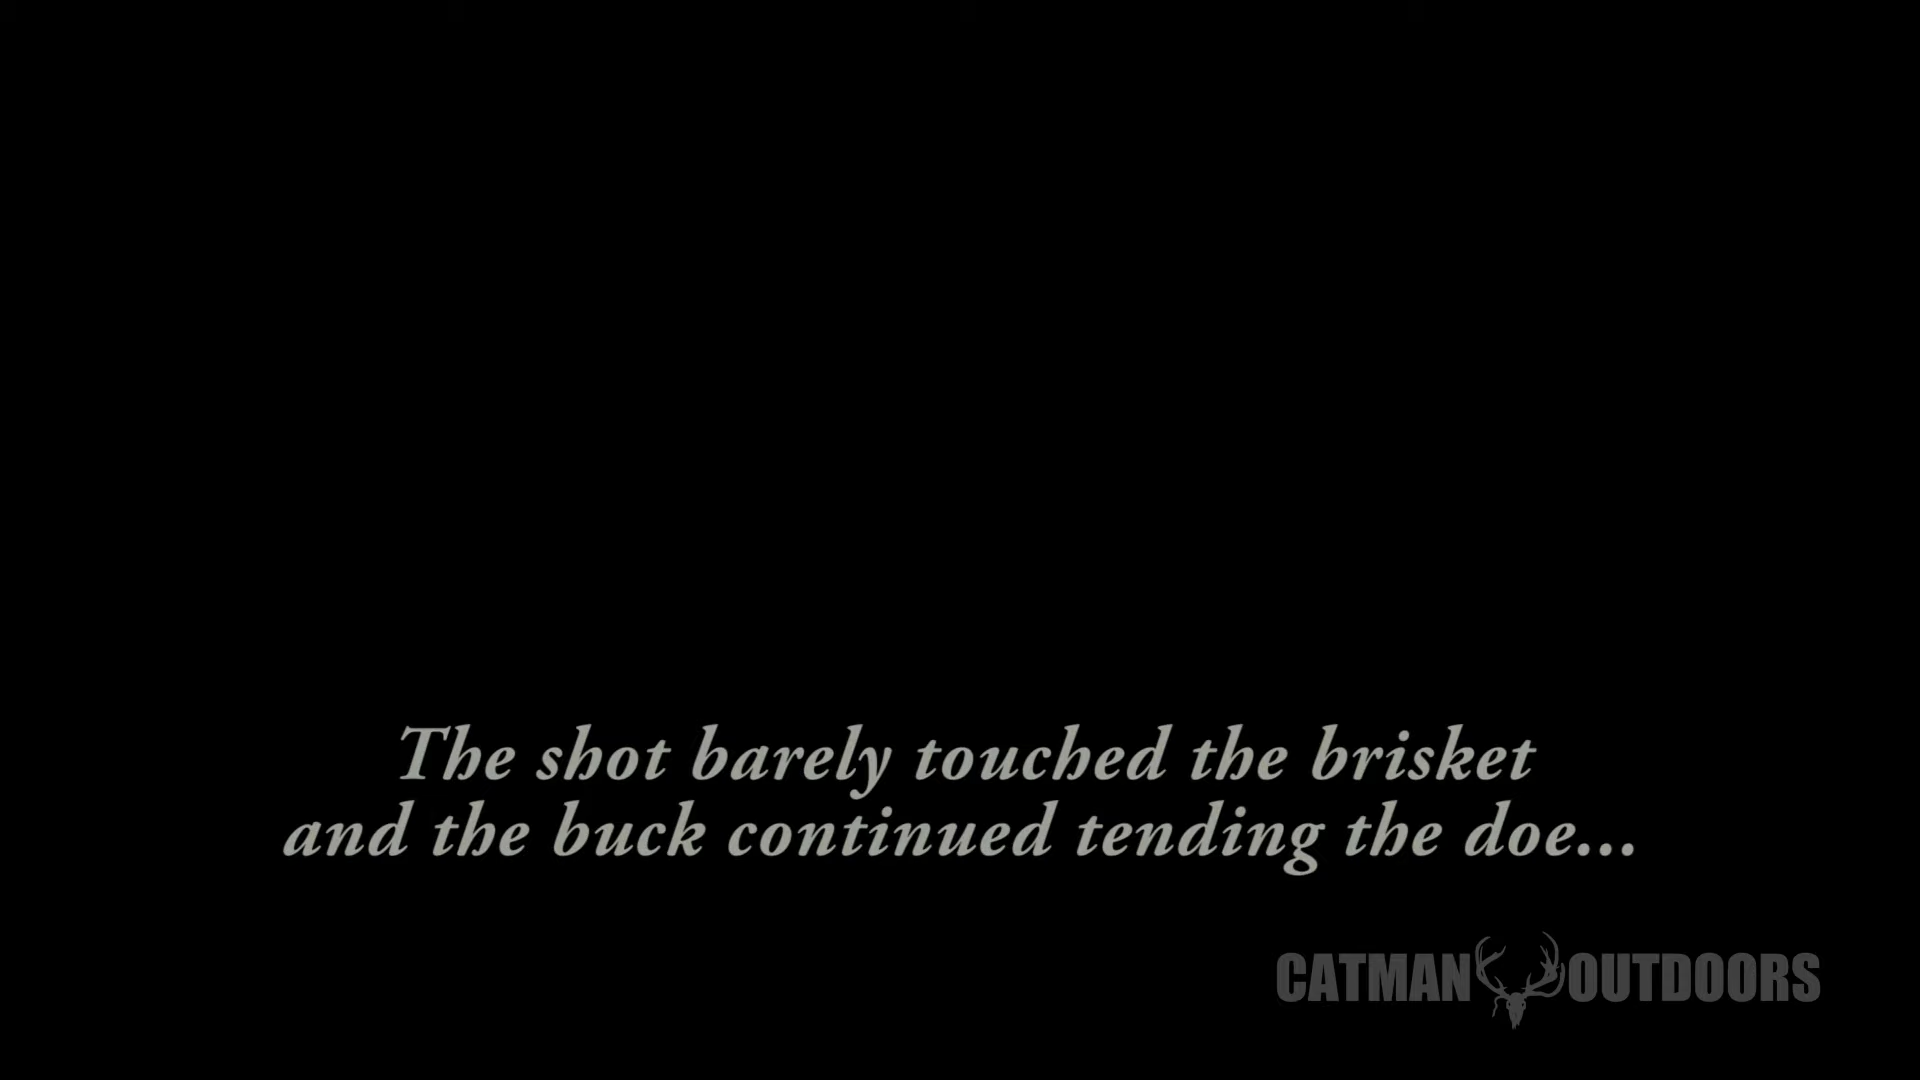 The shot barely touched the brisket
and the buck continued tending the doe...
CATMAN OUTDOORS